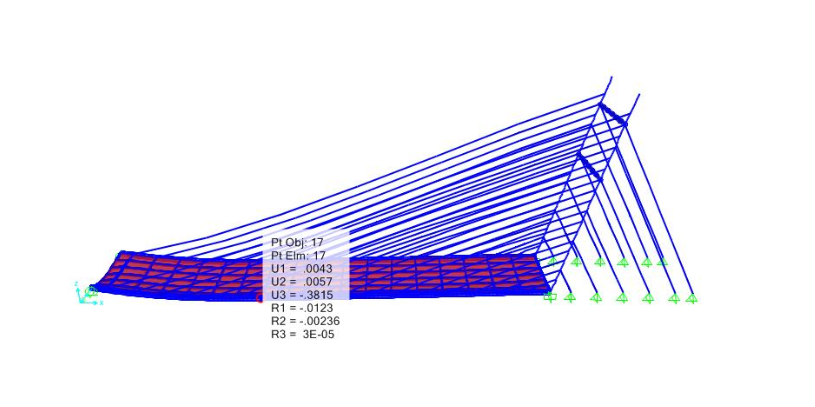 Pt Obj: 17
Pt Elm: 17
U1 = .0043
U2 = .0057
U3 = -.3815
R1 = -.0123
R2 = -.00236
R3 = 3E-05
z
x